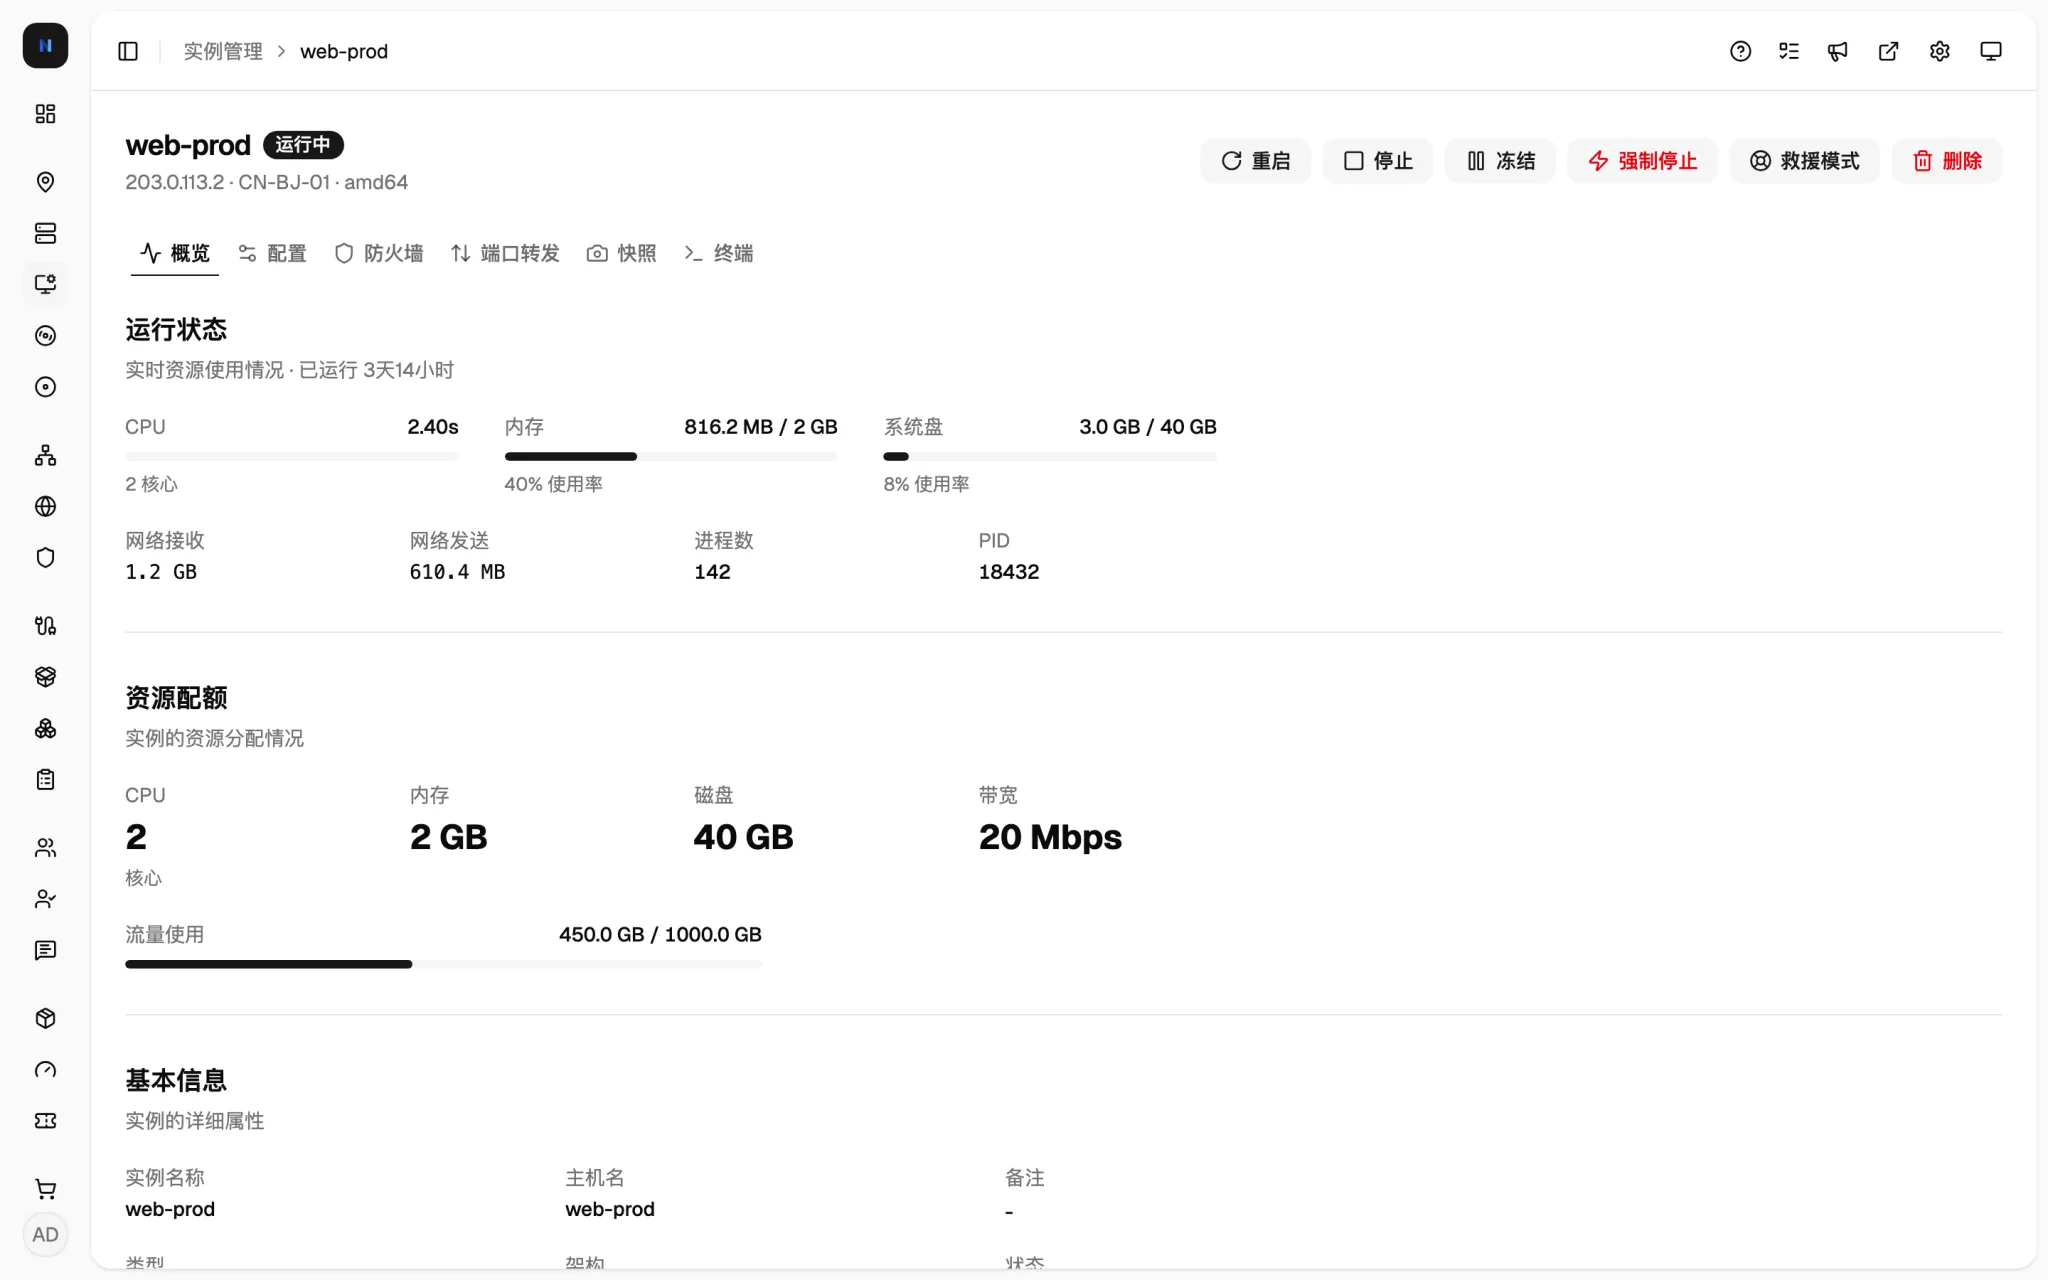 N
实例管理 > web-prod
web-prod 运行中
203.0.113.2 · CN-BJ-01 · amd64
重启 停止 冻结 强制停止 救援模式 删除
概览 配置 防火墙 端口转发 快照 终端
运行状态
实时资源使用情况 · 已运行 3天14小时
CPU 2.40s 内存 816.2 MB / 2 GB 系统盘 3.0 GB / 40 GB
2 核心 40% 使用率 8% 使用率
网络接收 网络发送 进程数 PID
1.2 GB 610.4 MB 142 18432
资源配额
实例的资源分配情况
CPU 内存 磁盘 带宽
2 2 GB 40 GB 20 Mbps
核心
流量使用 450.0 GB / 1000.0 GB
基本信息
实例的详细属性
实例名称 主机名 备注
web-prod web-prod -
类型 架构 状态
AD